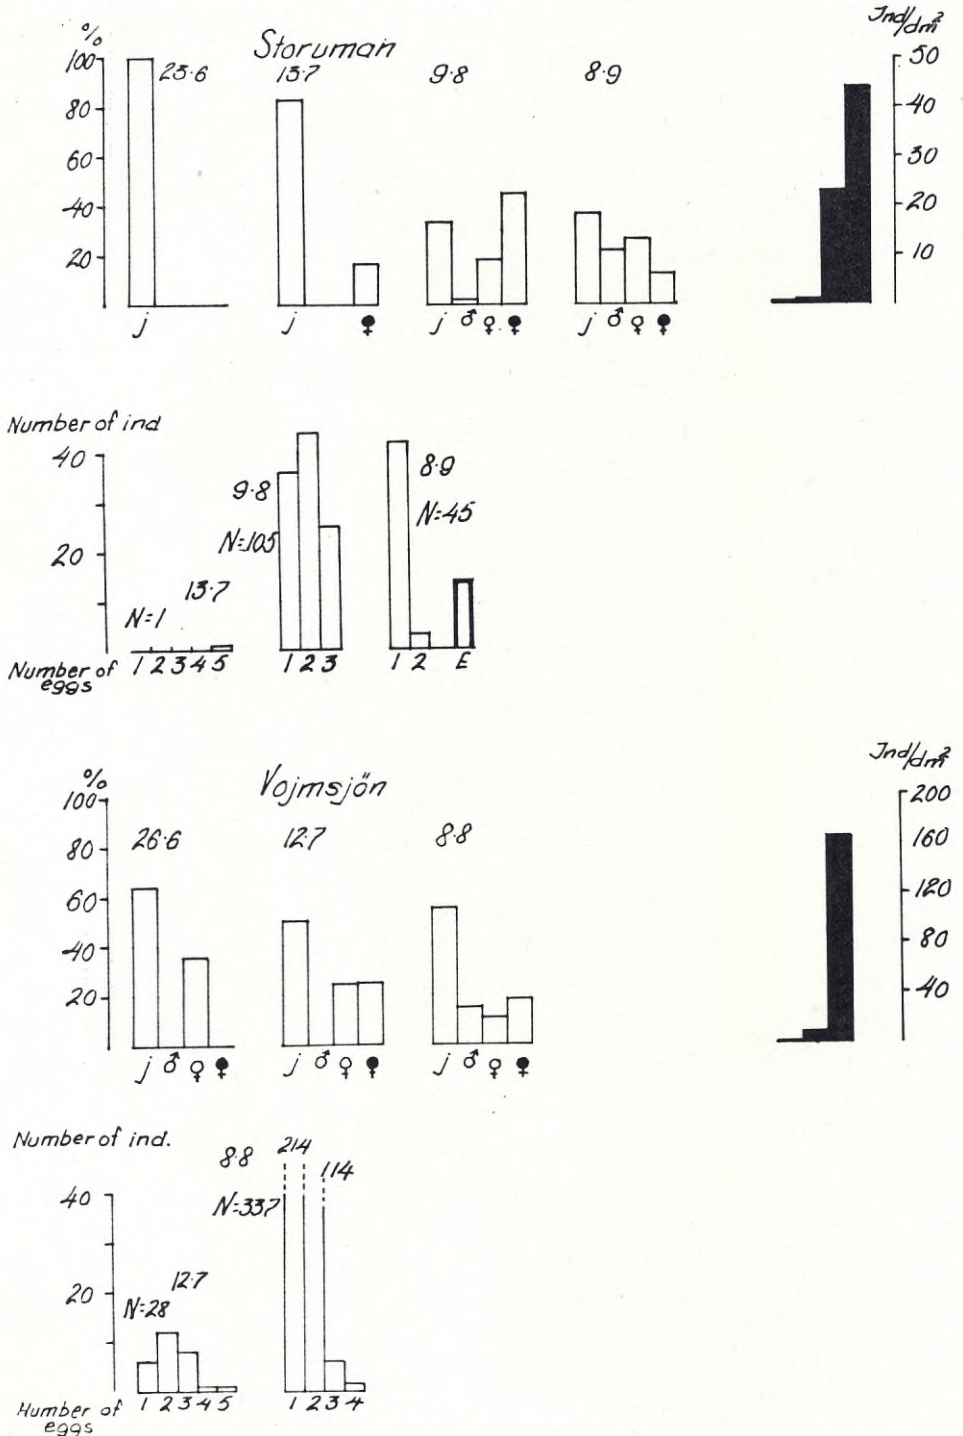 % Storuman Ind/dm²
100 80 60 40 20
23·6 13·7 9·8 8·9
50 40 30 20 10
j j ♀ j ♂ ♀ ♀ j ♂ ♀ ♀
Number of ind
40 20
9·8 8·9
N=105 N=45
13·7
N=1
Number of eggs
1 2 3 4 5 1 2 3 1 2 E
% Vojmsjön Ind/dm²
100 80 60 40 20
26·6 12·7 8·8
200 160 120 80 40
j ♂ ♀ ♀ j ♂ ♀ ♀ j ♂ ♀ ♀
Number of ind.
40 20
8·8 214
114
N=337
12·7
N=28
Humber of eggs
1 2 3 4 5 1 2 3 4